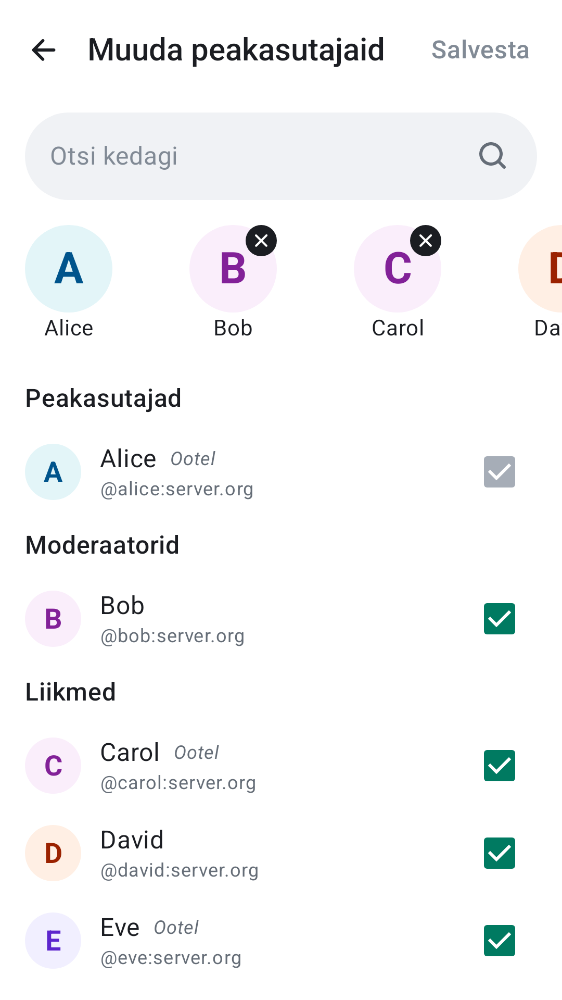 Muuda peakasutajaid Salvesta
Otsi kedagi
A B C D
Alice Bob Carol Da
Peakasutajad
A Alice Ootel
@alice:server.org
Moderaatorid
B Bob
@bob:server.org
Liikmed
C Carol Ootel
@carol:server.org
D David
@david:server.org
E Eve Ootel
@eve:server.org